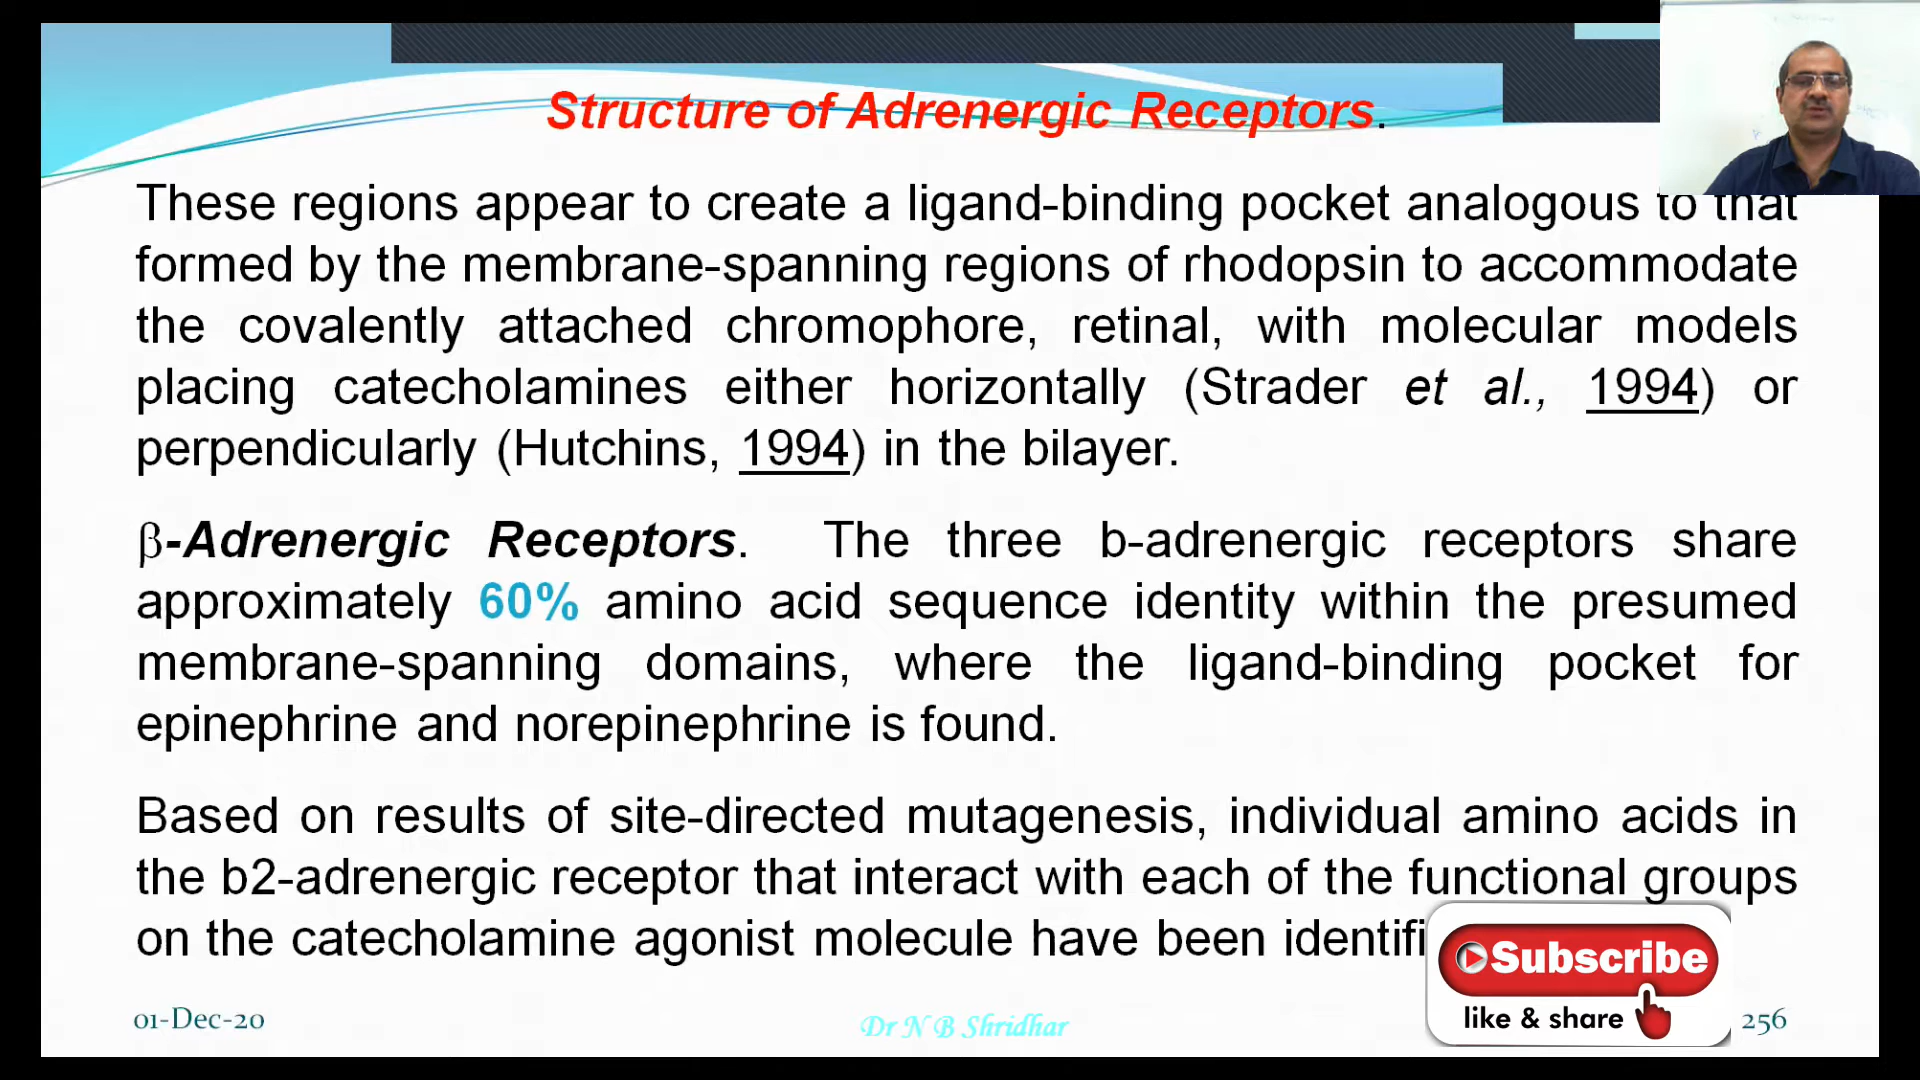 Structure of Adrenergic Receptors.
These regions appear to create a ligand-binding pocket analogous to that
formed by the membrane-spanning regions of rhodopsin to accommodate
the covalently attached chromophore, retinal, with molecular models
placing catecholamines either horizontally (Strader et al., 1994) or
perpendicularly (Hutchins, 1994) in the bilayer.
β-Adrenergic Receptors. The three b-adrenergic receptors share
approximately 60% amino acid sequence identity within the presumed
membrane-spanning domains, where the ligand-binding pocket for
epinephrine and norepinephrine is found.
Based on results of site-directed mutagenesis, individual amino acids in
the b2-adrenergic receptor that interact with each of the functional groups
on the catecholamine agonist molecule have been identifi
Subscribe
like & share
01-Dec-20
Dr N B Shridhar
256